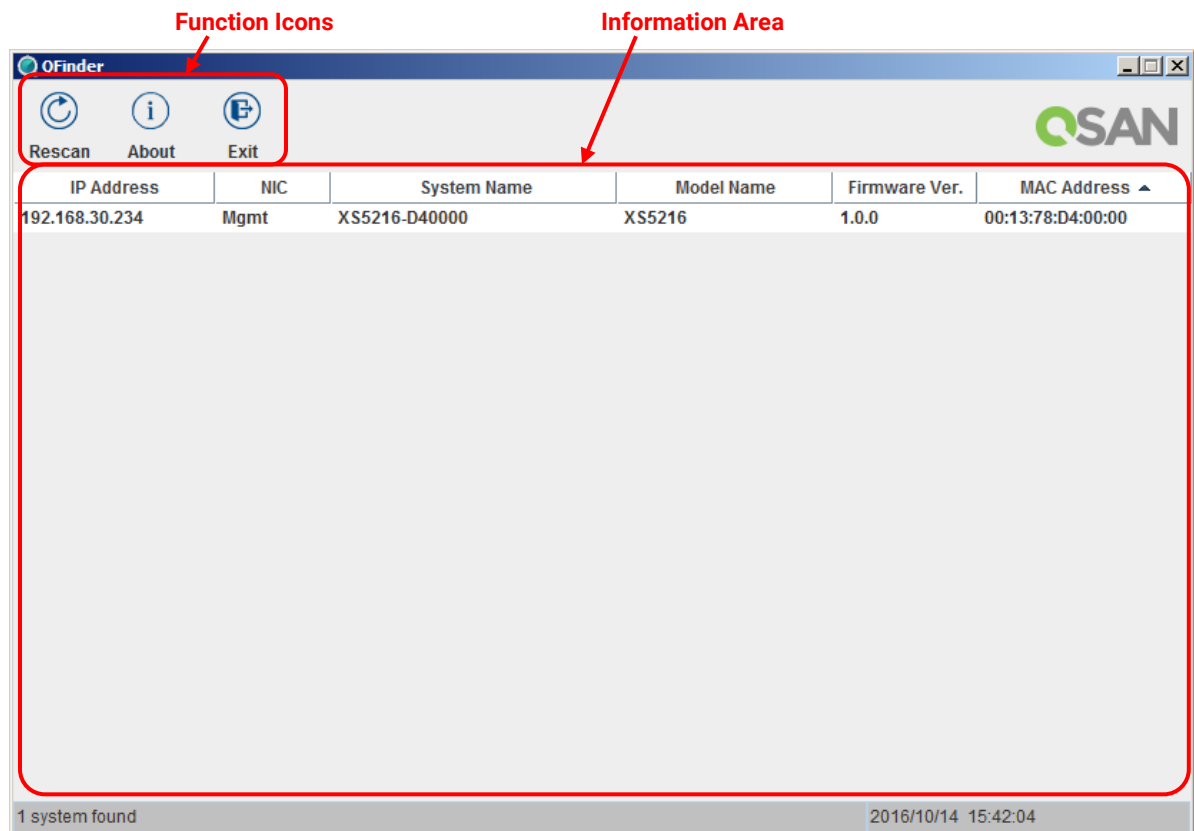 Function Icons Information Area
QFinder
QSAN
Rescan About Exit
IP Address NIC System Name Model Name Firmware Ver. MAC Address
192.168.30.234 Mgmt XS5216-D40000 XS5216 1.0.0 00:13:78:D4:00:00
1 system found 2016/10/14 15:42:04